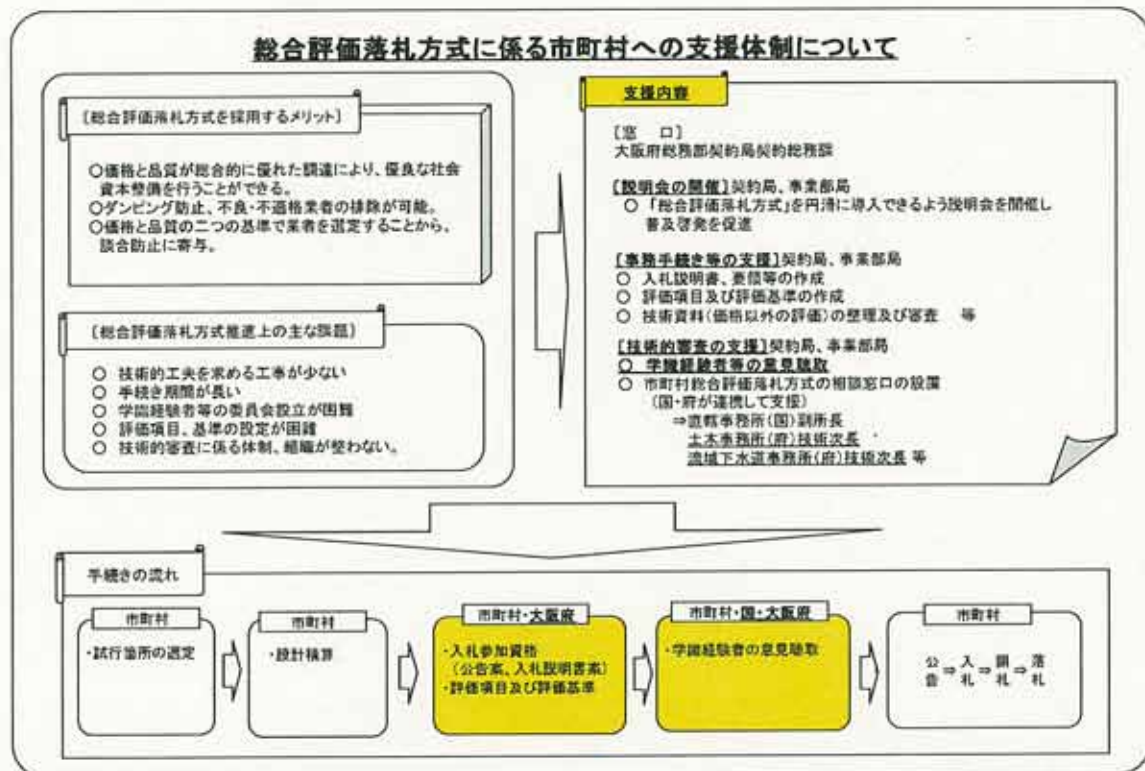 総合評価落札方式に係る市町村への支援体制について
[総合評価落札方式を採用するメリット]
○価格と品質が総合的に優れた調達により、優良な社会
資本整備を行うことができる。
○ダンピング防止、不良・不適格業者の排除が可能。
○価格と品質の二つの基準で業者を選定することから、
談合防止に寄与。
[総合評価落札方式推進上の主な課題]
○ 技術的工夫を求める工事が少ない
○ 手続き期間が長い
○ 学識経験者等の委員会設立が困難
○ 評価項目、基準の設定が困難
○ 技術的審査に係る体制、組織が整わない。
支援内容
[窓 口]
大阪府総務部契約局契約総務課
[説明会の開催]契約局、事業部局
○ 「総合評価落札方式」を円滑に導入できるよう説明会を開催し
普及啓発を促進
[事務手続き等の支援]契約局、事業部局
○ 入札説明書、要領等の作成
○ 評価項目及び評価基準の作成
○ 技術資料(価格以外の評価)の整理及び審査 等
[技術的審査の支援]契約局、事業部局
○ 学識経験者等の意見聴取
○ 市町村総合評価落札方式の相談窓口の設置
(国・府が連携して支援)
⇒直轄事務所(国)副所長
土木事務所(府)技術次長
流域下水道事務所(府)技術次長 等
手続きの流れ
市町村
・試行箇所の選定
市町村
・設計積算
市町村・大阪府
・入札参加資格
(公告案、入札説明書案)
・評価項目及び評価基準
市町村・国・大阪府
・学識経験者の意見聴取
市町村
公告⇒入札⇒開札⇒落札